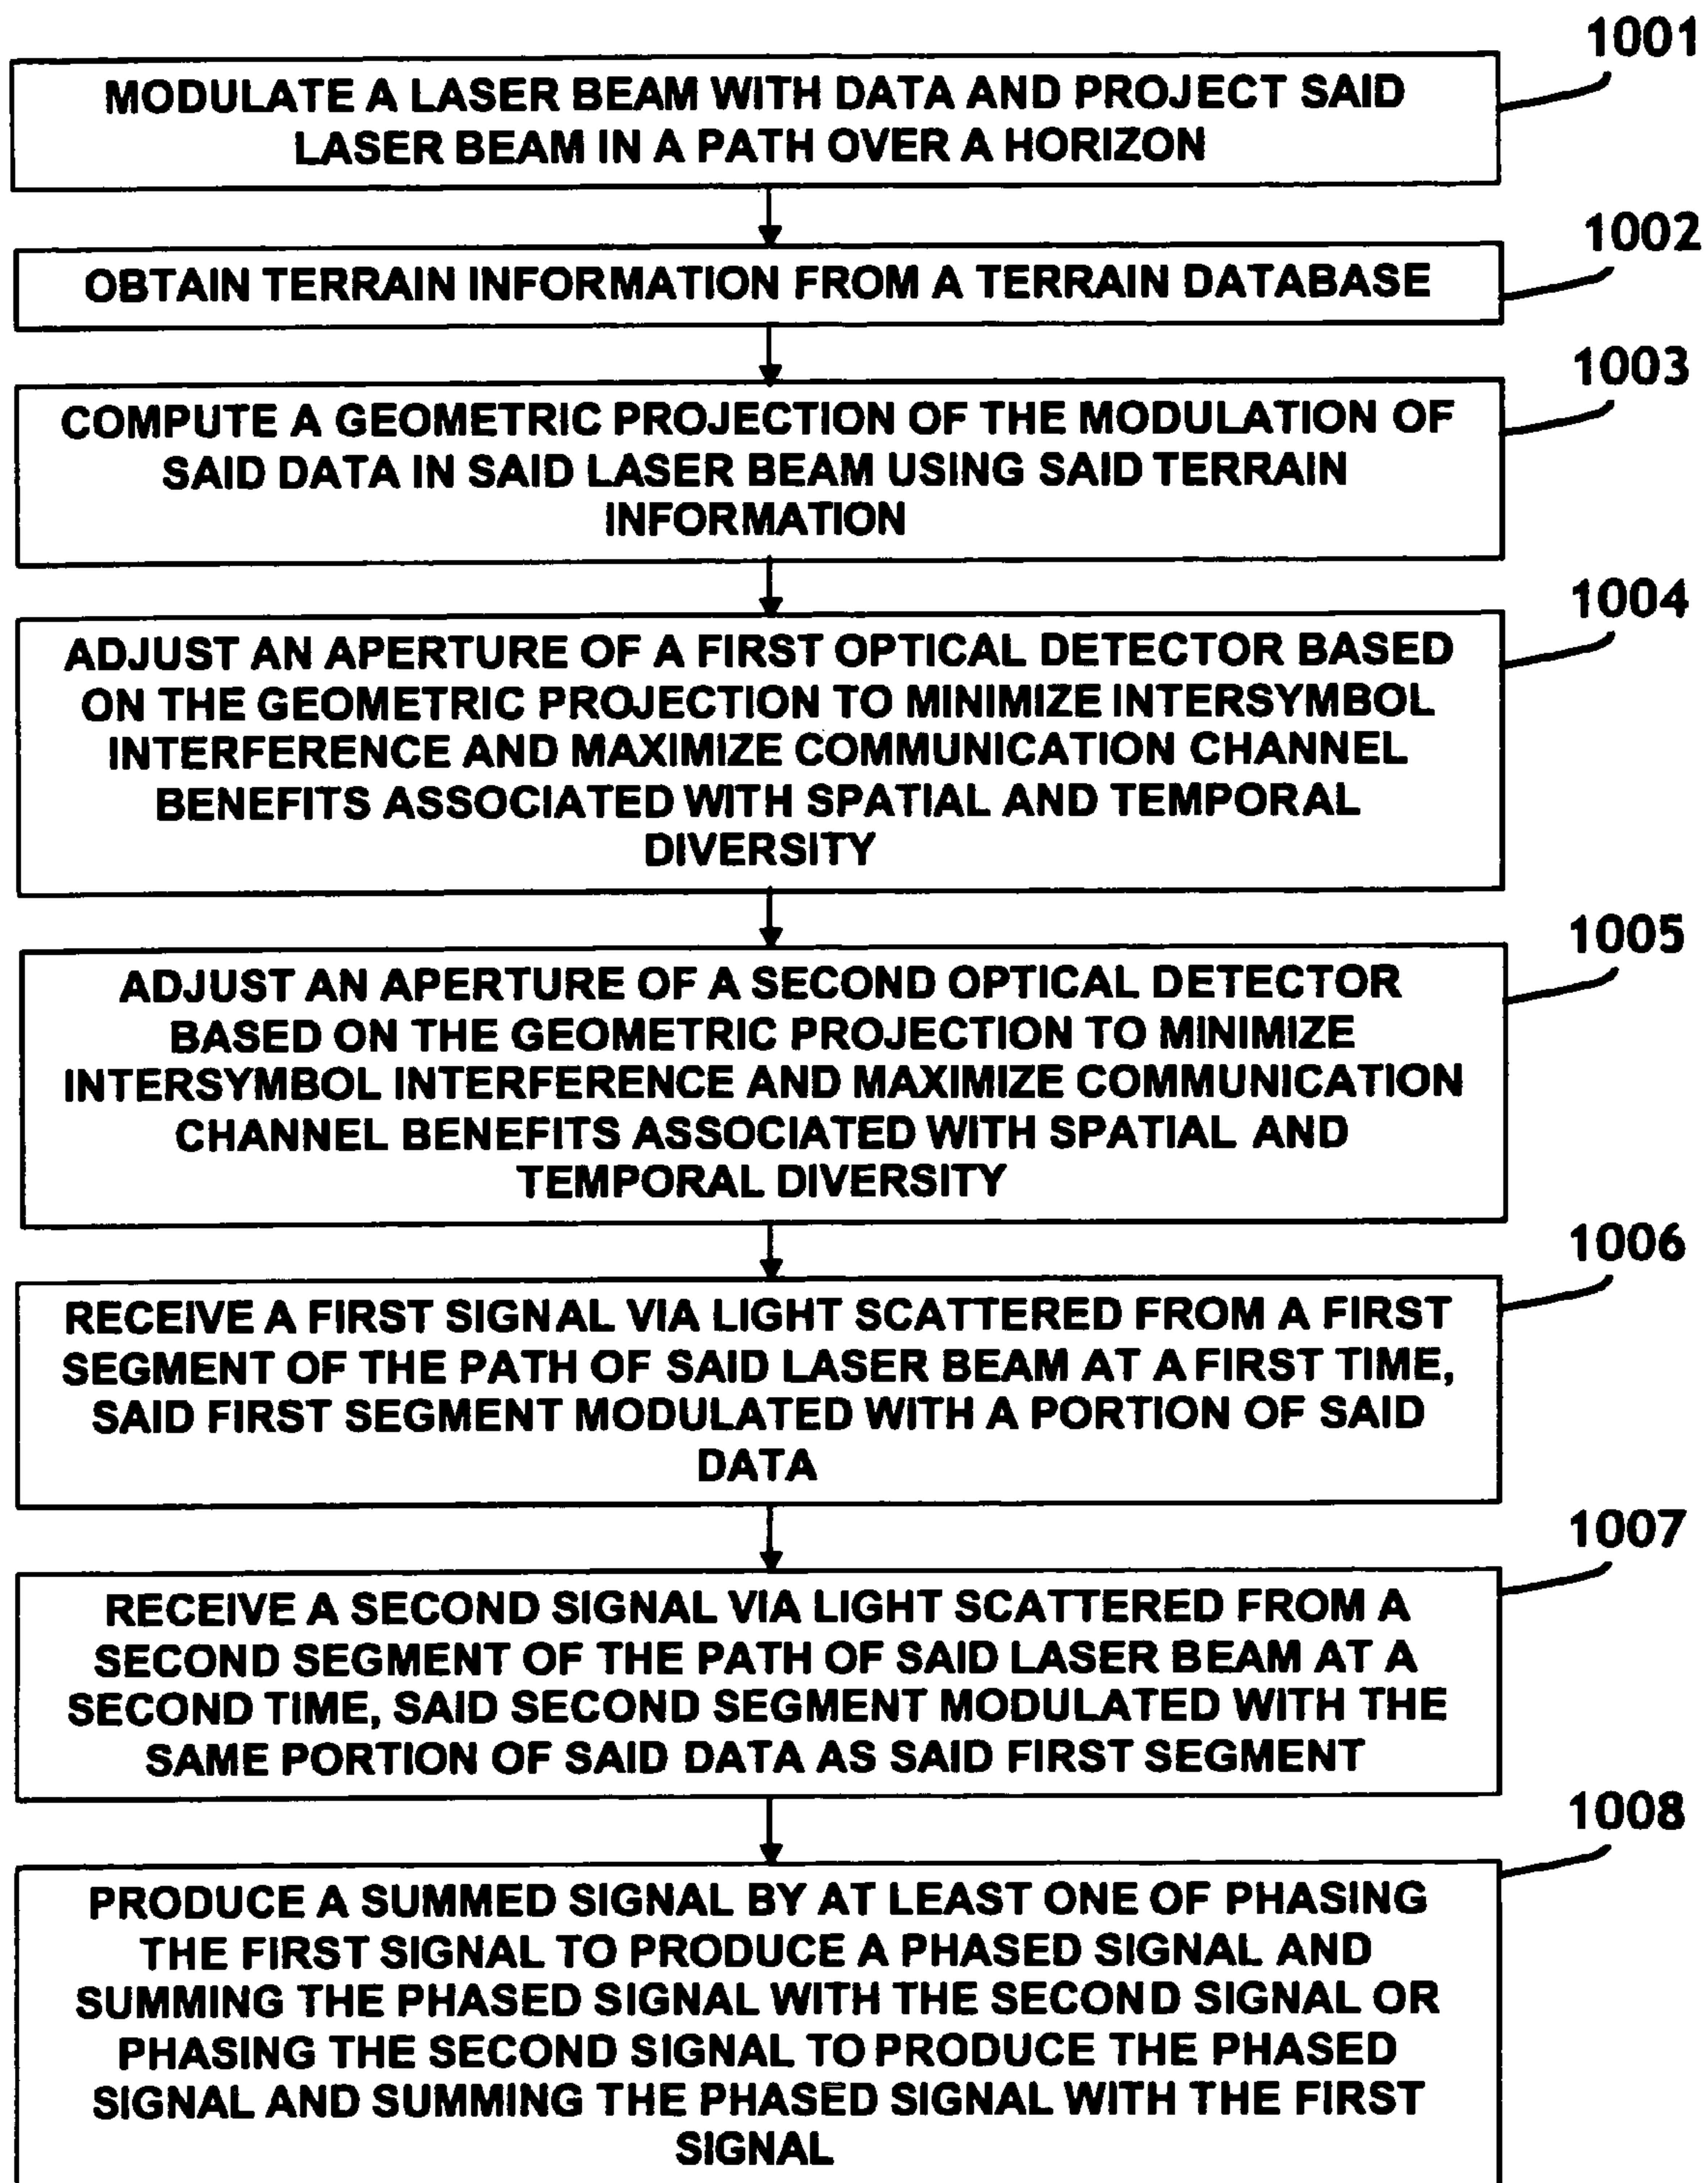 1001
MODULATE A LASER BEAM WITH DATA AND PROJECT SAID
LASER BEAM IN A PATH OVER A HORIZON
1002
OBTAIN TERRAIN INFORMATION FROM A TERRAIN DATABASE
1003
COMPUTE A GEOMETRIC PROJECTION OF THE MODULATION OF
SAID DATA IN SAID LASER BEAM USING SAID TERRAIN
INFORMATION
1004
ADJUST AN APERTURE OF A FIRST OPTICAL DETECTOR BASED
ON THE GEOMETRIC PROJECTION TO MINIMIZE INTERSYMBOL
INTERFERENCE AND MAXIMIZE COMMUNICATION CHANNEL
BENEFITS ASSOCIATED WITH SPATIAL AND TEMPORAL
DIVERSITY
1005
ADJUST AN APERTURE OF A SECOND OPTICAL DETECTOR
BASED ON THE GEOMETRIC PROJECTION TO MINIMIZE
INTERSYMBOL INTERFERENCE AND MAXIMIZE COMMUNICATION
CHANNEL BENEFITS ASSOCIATED WITH SPATIAL AND
TEMPORAL DIVERSITY
1006
RECEIVE A FIRST SIGNAL VIA LIGHT SCATTERED FROM A FIRST
SEGMENT OF THE PATH OF SAID LASER BEAM AT A FIRST TIME,
SAID FIRST SEGMENT MODULATED WITH A PORTION OF SAID
DATA
1007
RECEIVE A SECOND SIGNAL VIA LIGHT SCATTERED FROM A
SECOND SEGMENT OF THE PATH OF SAID LASER BEAM AT A
SECOND TIME, SAID SECOND SEGMENT MODULATED WITH THE
SAME PORTION OF SAID DATA AS SAID FIRST SEGMENT
1008
PRODUCE A SUMMED SIGNAL BY AT LEAST ONE OF PHASING
THE FIRST SIGNAL TO PRODUCE A PHASED SIGNAL AND
SUMMING THE PHASED SIGNAL WITH THE SECOND SIGNAL OR
PHASING THE SECOND SIGNAL TO PRODUCE THE PHASED
SIGNAL AND SUMMING THE PHASED SIGNAL WITH THE FIRST
SIGNAL